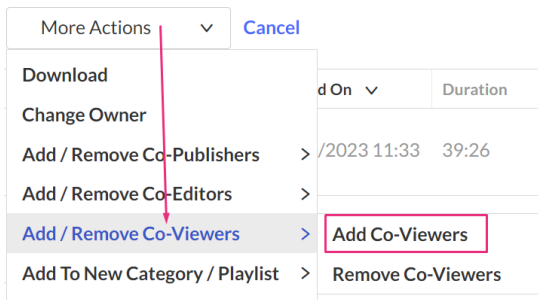 More Actions Cancel
Download
d On Duration
Change Owner
Add / Remove Co-Publishers /2023 11:33 39:26
Add / Remove Co-Editors
Add / Remove Co-Viewers Add Co-Viewers
Add To New Category / Playlist Remove Co-Viewers